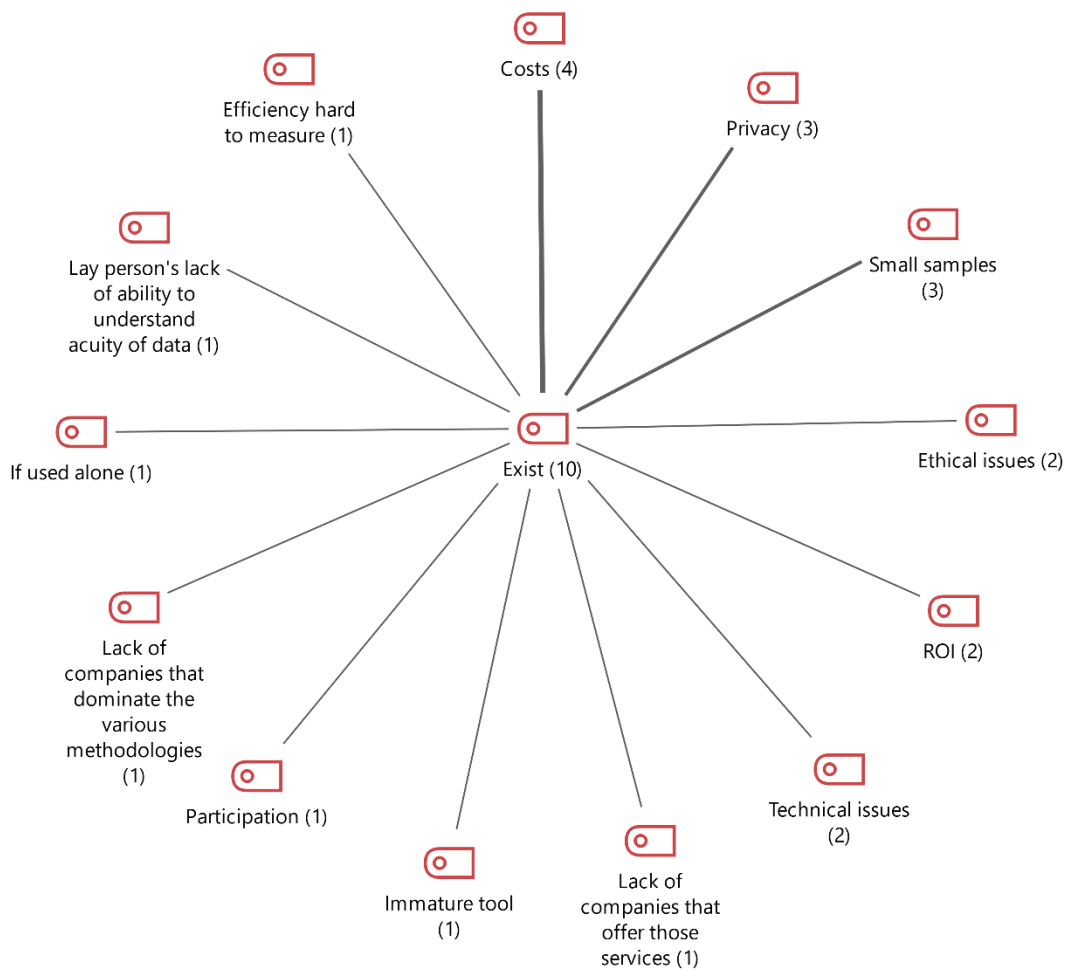 Costs (4)
Efficiency hard
to measure (1)
Privacy (3)
Lay person's lack
of ability to
understand
acuity of data (1)
Small samples
(3)
If used alone (1)
Exist (10)
Ethical issues (2)
Lack of
companies that
dominate the
various
methodologies
(1)
ROI (2)
Participation (1)
Technical issues
(2)
Immature tool
(1)
Lack of
companies that
offer those
services (1)